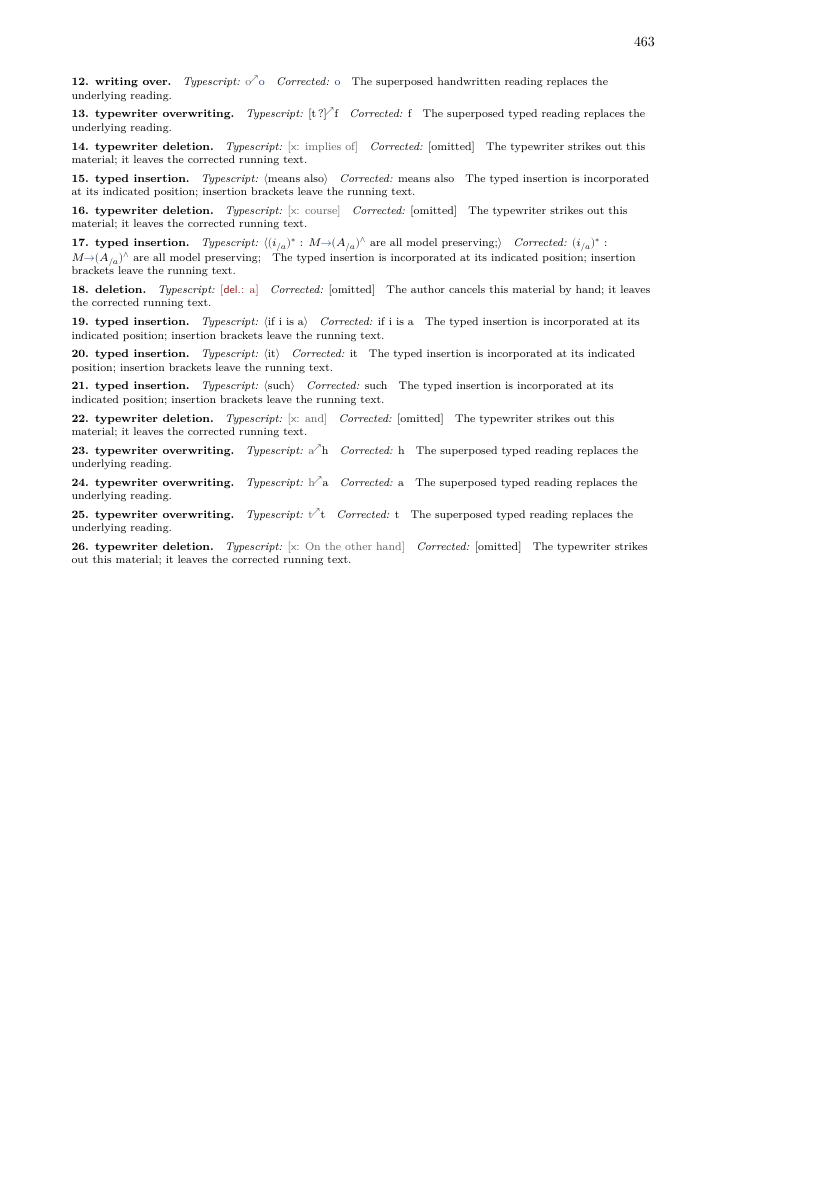 463
12. writing over. Typescript: o↗o Corrected: o The superposed handwritten reading replaces the
underlying reading.
13. typewriter overwriting. Typescript: [t ?]↗f Corrected: f The superposed typed reading replaces the
underlying reading.
14. typewriter deletion. Typescript: [x: implies of] Corrected: [omitted] The typewriter strikes out this
material; it leaves the corrected running text.
15. typed insertion. Typescript: ⟨means also⟩ Corrected: means also The typed insertion is incorporated
at its indicated position; insertion brackets leave the running text.
16. typewriter deletion. Typescript: [x: course] Corrected: [omitted] The typewriter strikes out this
material; it leaves the corrected running text.
17. typed insertion. Typescript: ⟨(i/a)* : M→(A/a)^ are all model preserving;⟩ Corrected: (i/a)* :
M→(A/a)^ are all model preserving; The typed insertion is incorporated at its indicated position; insertion
brackets leave the running text.
18. deletion. Typescript: [del.: a] Corrected: [omitted] The author cancels this material by hand; it leaves
the corrected running text.
19. typed insertion. Typescript: ⟨if i is a⟩ Corrected: if i is a The typed insertion is incorporated at its
indicated position; insertion brackets leave the running text.
20. typed insertion. Typescript: ⟨it⟩ Corrected: it The typed insertion is incorporated at its indicated
position; insertion brackets leave the running text.
21. typed insertion. Typescript: ⟨such⟩ Corrected: such The typed insertion is incorporated at its
indicated position; insertion brackets leave the running text.
22. typewriter deletion. Typescript: [x: and] Corrected: [omitted] The typewriter strikes out this
material; it leaves the corrected running text.
23. typewriter overwriting. Typescript: a↗h Corrected: h The superposed typed reading replaces the
underlying reading.
24. typewriter overwriting. Typescript: h↗a Corrected: a The superposed typed reading replaces the
underlying reading.
25. typewriter overwriting. Typescript: t↗t Corrected: t The superposed typed reading replaces the
underlying reading.
26. typewriter deletion. Typescript: [x: On the other hand] Corrected: [omitted] The typewriter strikes
out this material; it leaves the corrected running text.